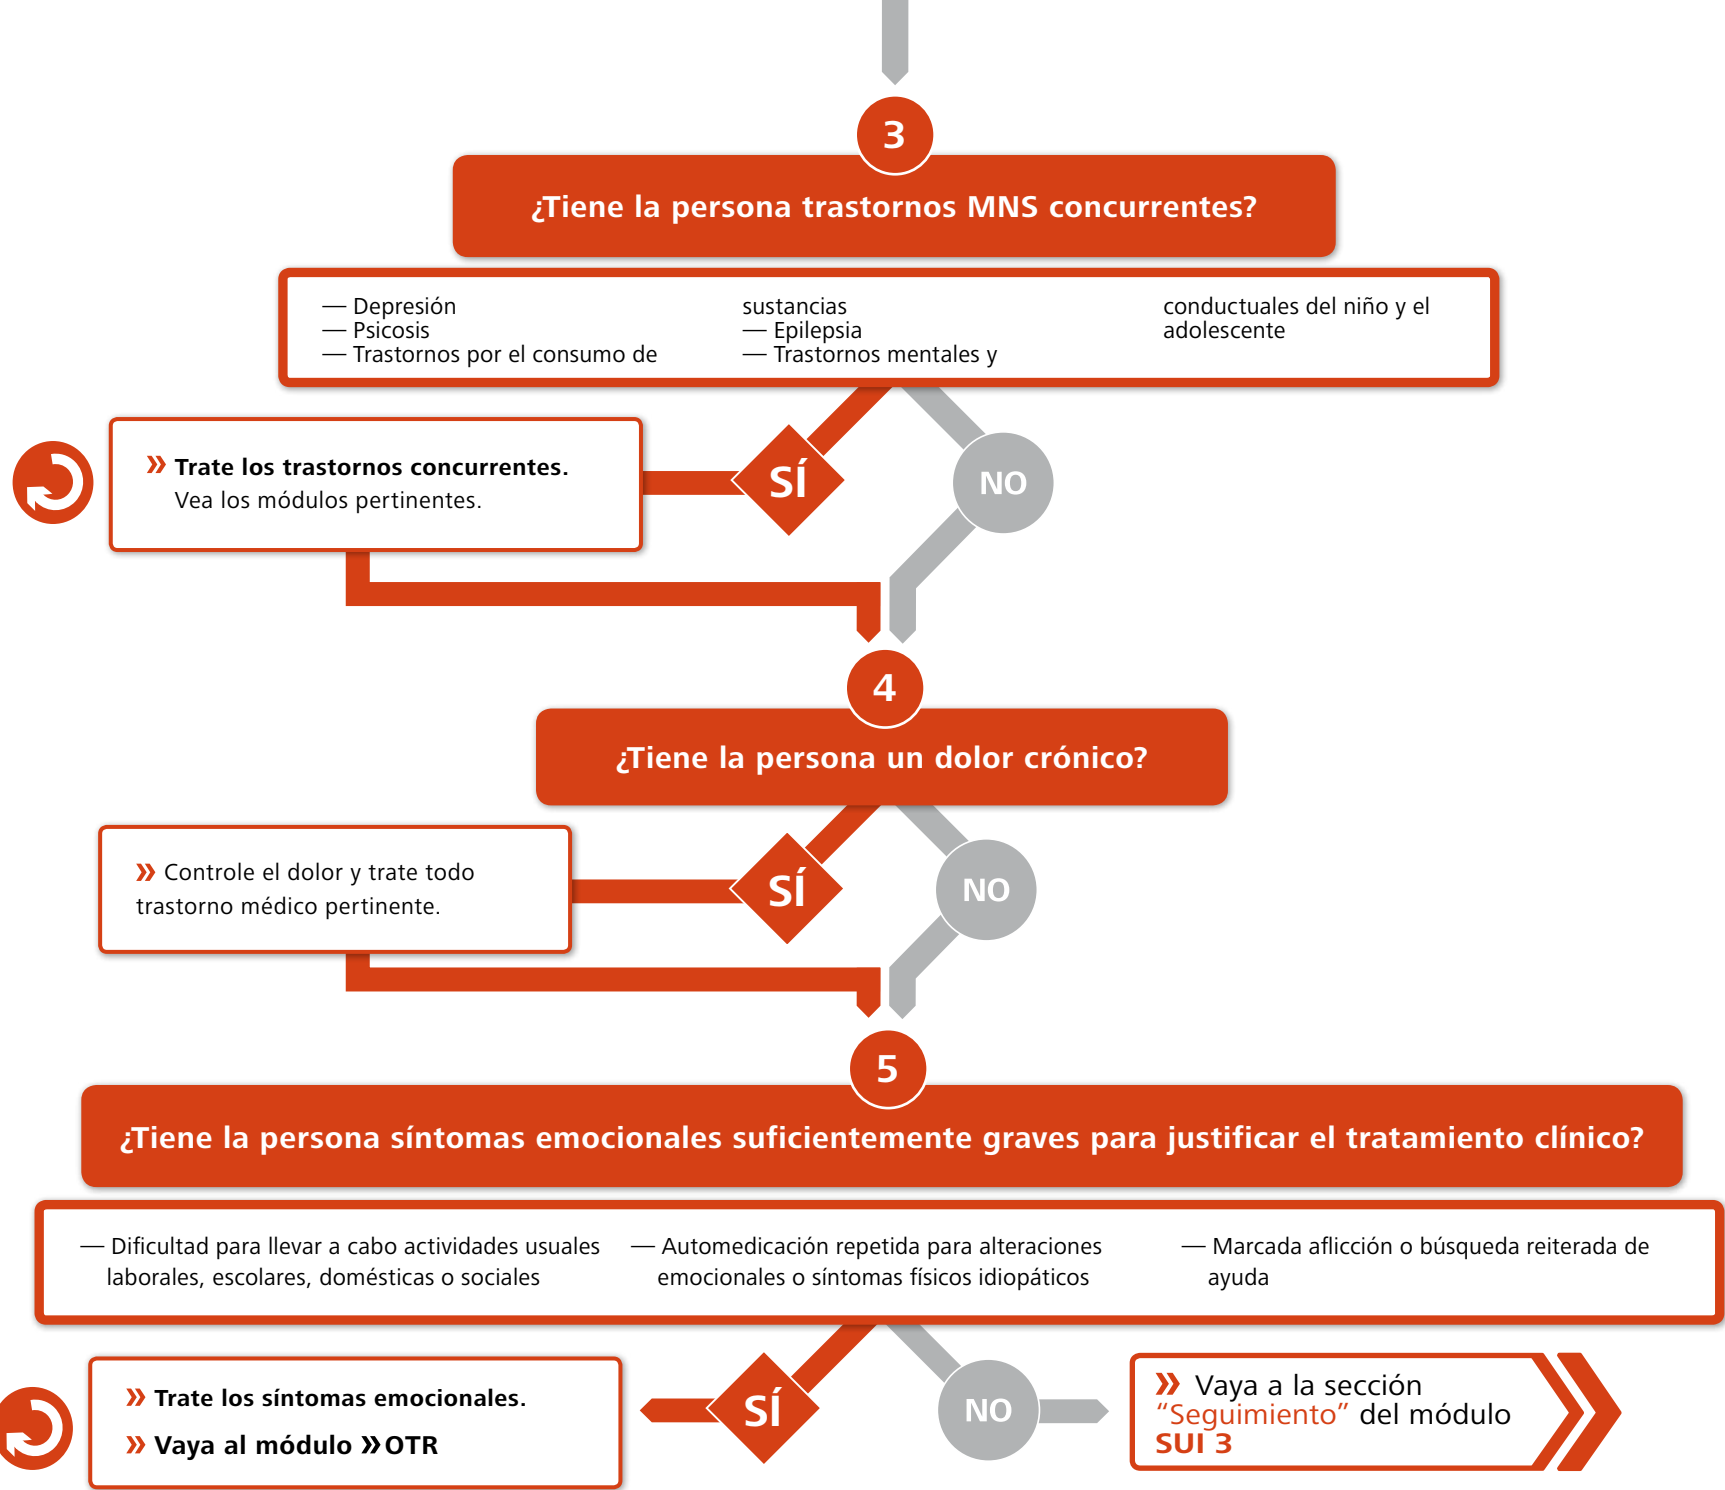 3
¿Tiene la persona trastornos MNS concurrentes?
— Depresión
— Psicosis
— Trastornos por el consumo de
sustancias
— Epilepsia
— Trastornos mentales y
conductuales del niño y el
adolescente
» Trate los trastornos concurrentes.
Vea los módulos pertinentes.
SÍ
NO
4
¿Tiene la persona un dolor crónico?
» Controle el dolor y trate todo
trastorno médico pertinente.
SÍ
NO
5
¿Tiene la persona síntomas emocionales suficientemente graves para justificar el tratamiento clínico?
— Dificultad para llevar a cabo actividades usuales
laborales, escolares, domésticas o sociales
— Automedicación repetida para alteraciones
emocionales o síntomas físicos idiopáticos
— Marcada aflicción o búsqueda reiterada de
ayuda
» Trate los síntomas emocionales.
» Vaya al módulo »OTR
SÍ
NO
» Vaya a la sección
“Seguimiento” del módulo
SUI 3